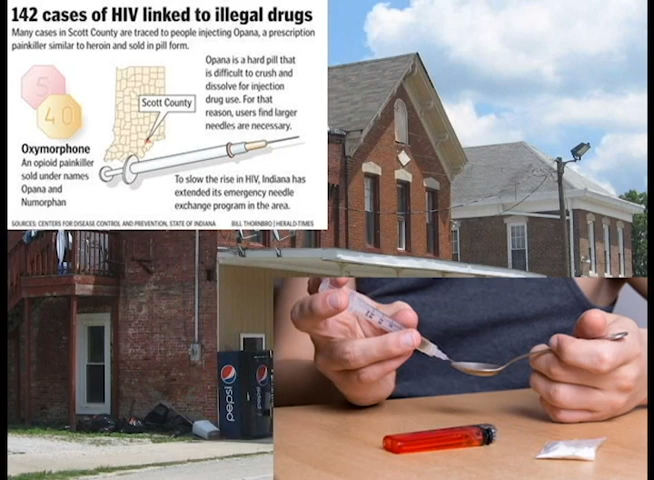 142 cases of HIV linked to illegal drugs
Many cases in Scott County are traced to people injecting Opana, a prescription
painkiller similar to heroin and sold in pill form.
Opana is a hard pill that
is difficult to crush and
dissolve for injection
drug use. For that
reason, users find larger
needles are necessary.
5
40
Scott County
Oxymorphone
An opioid painkiller
sold under names
Opana and
Numorphan
To slow the rise in HIV, Indiana has
extended its emergency needle
exchange program in the area.
SOURCES: CENTERS FOR DISEASE CONTROL AND PREVENTION, STATE OF INDIANA
BILL THORNBRO | HERALD-TIMES
pepsi
pepsi